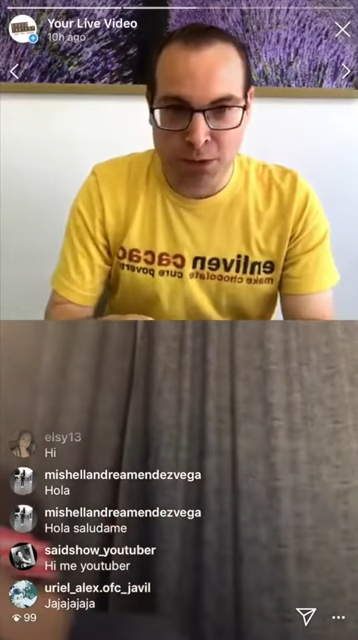 Your Live Video
10h ago
enliven cacao
make chocolate cure poverty
eisy13
Hi
mishellandreamendezvega
Hola
mishellandreamendezvega
Hola saludame
saidshow_youtuber
Hi me youtuber
uriel_alex.ofc_javil
Jajajajaja
99